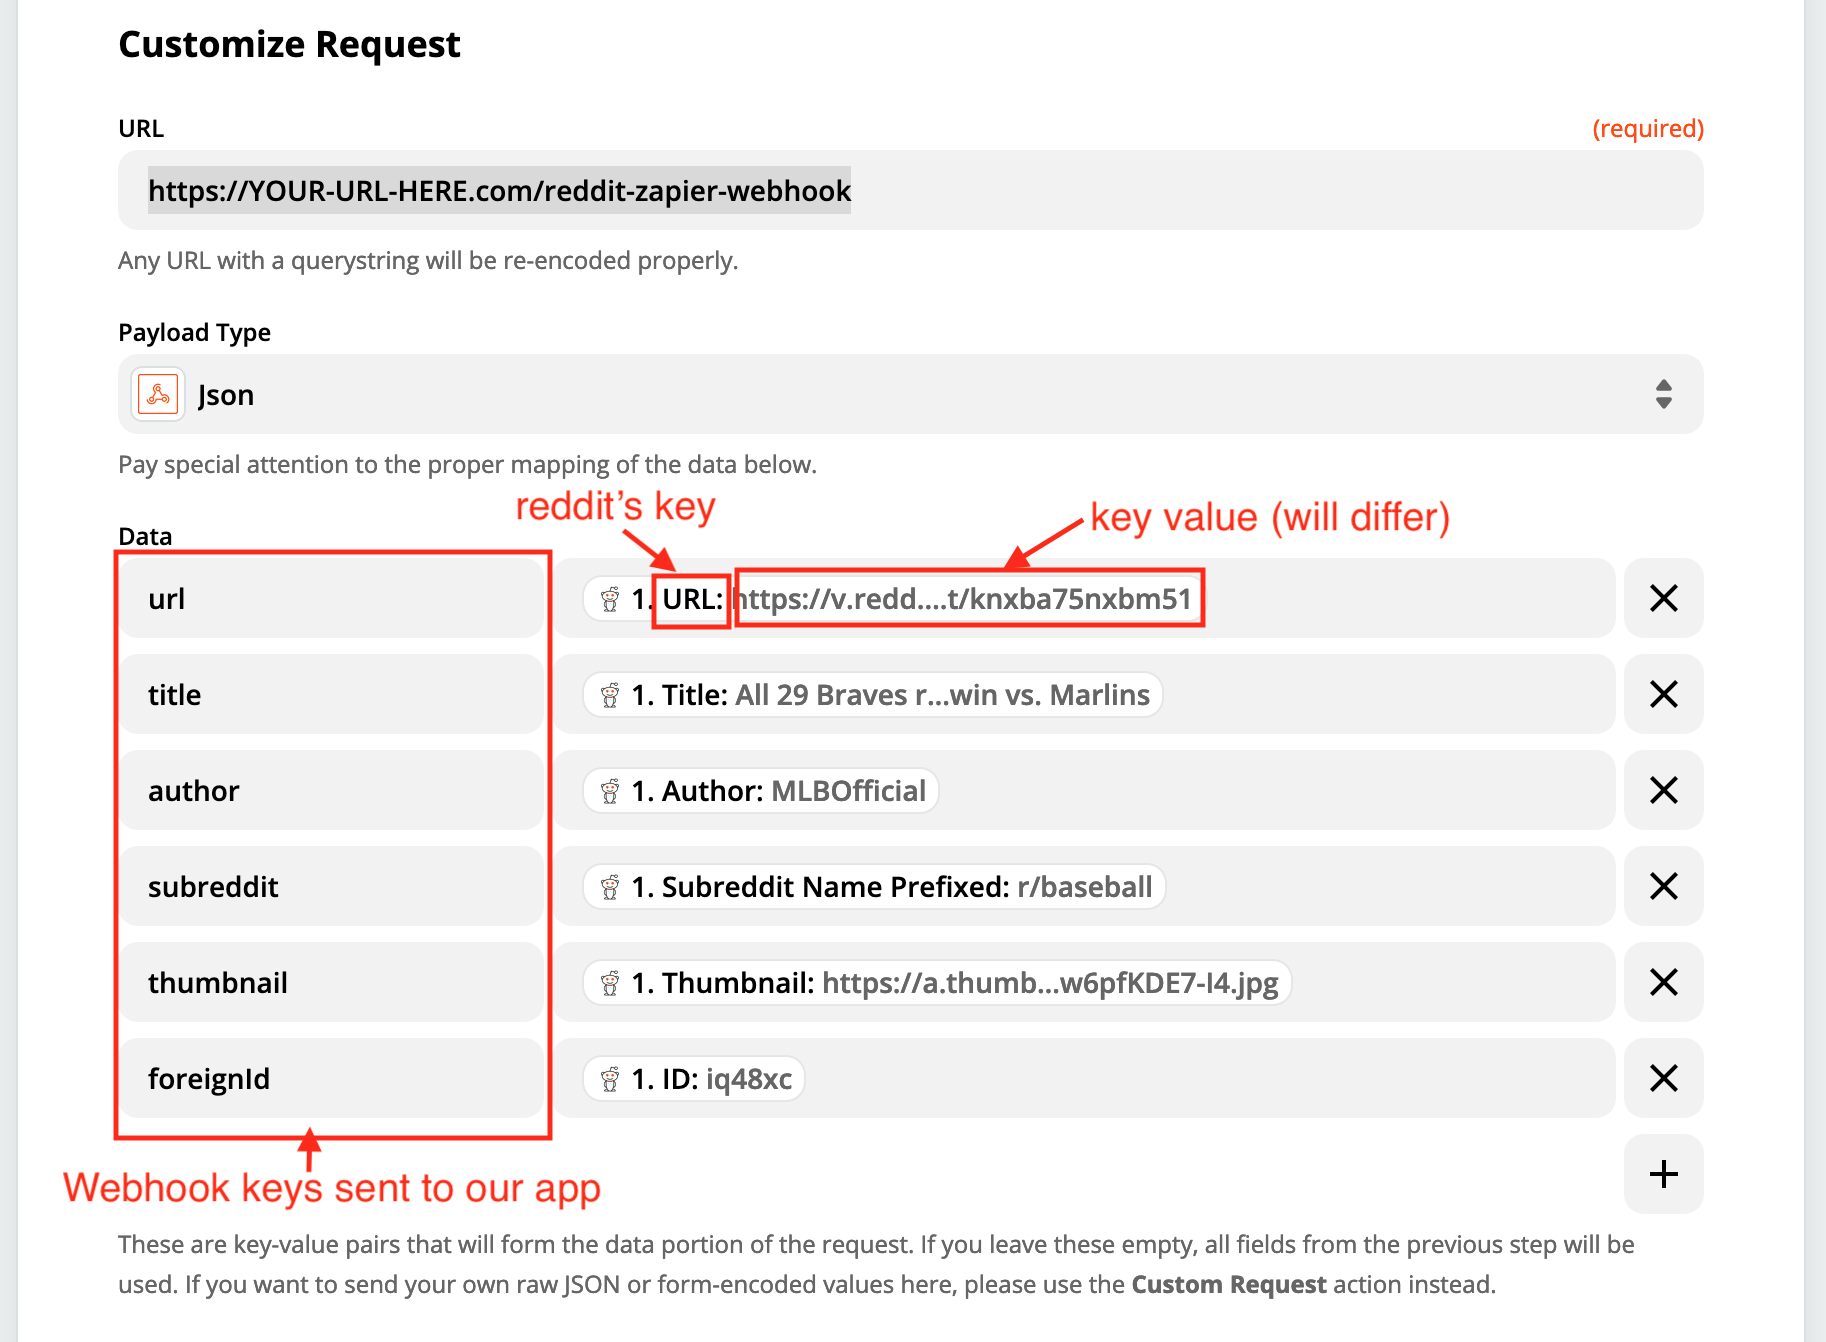 Customize Request
URL (required)
https://YOUR-URL-HERE.com/reddit-zapier-webhook
Any URL with a querystring will be re-encoded properly.
Payload Type
Json
Pay special attention to the proper mapping of the data below.
reddit’s key
key value (will differ)
Data
url 1. URL: https://v.redd....t/knxba75nxbm51
title 1. Title: All 29 Braves r...win vs. Marlins
author 1. Author: MLBOfficial
subreddit 1. Subreddit Name Prefixed: r/baseball
thumbnail 1. Thumbnail: https://a.thumb...w6pfKDE7-I4.jpg
foreignId 1. ID: iq48xc
Webhook keys sent to our app
These are key-value pairs that will form the data portion of the request. If you leave these empty, all fields from the previous step will be
used. If you want to send your own raw JSON or form-encoded values here, please use the Custom Request action instead.